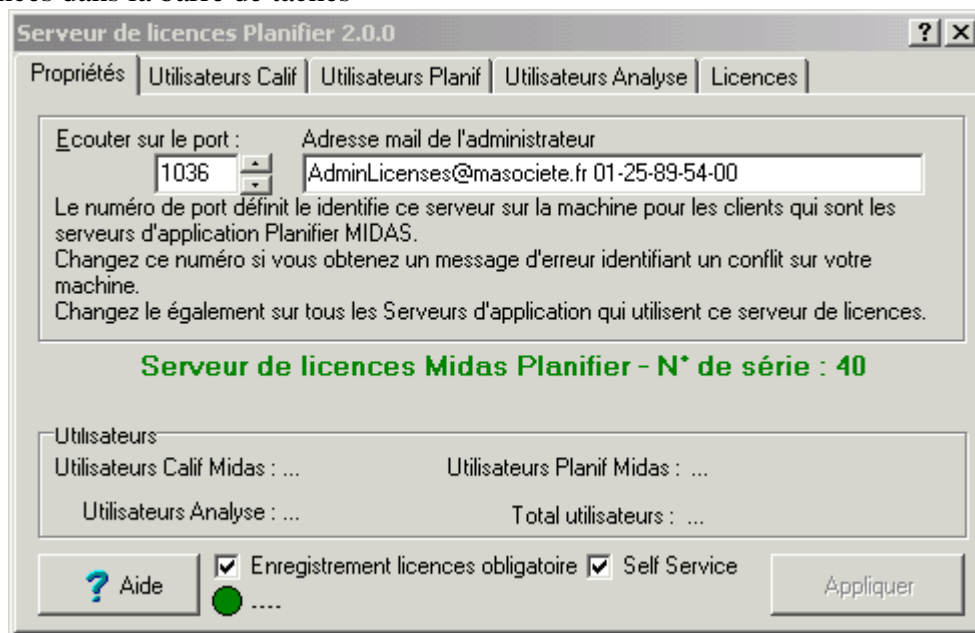 dans la barre de tâches
Serveur de licences Planifier 2.0.0
Propriétés Utilisateurs Calif Utilisateurs Planif Utilisateurs Analyse Licences
Ecouter sur le port : Adresse mail de l'administrateur
1036 AdminLicenses@masociete.fr 01-25-89-54-00
Le numéro de port définit le identifie ce serveur sur la machine pour les clients qui sont les
serveurs d'application Planifier MIDAS.
Changez ce numéro si vous obtenez un message d'erreur identifiant un conflit sur votre
machine.
Changez le également sur tous les Serveurs d'application qui utilisent ce serveur de licences.
Serveur de licences Midas Planifier - N° de série : 40
Utilisateurs
Utilisateurs Calif Midas : ... Utilisateurs Planif Midas : ...
Utilisateurs Analyse : ... Total utilisateurs : ...
? Aide Enregistrement licences obligatoire Self Service Appliquer
....